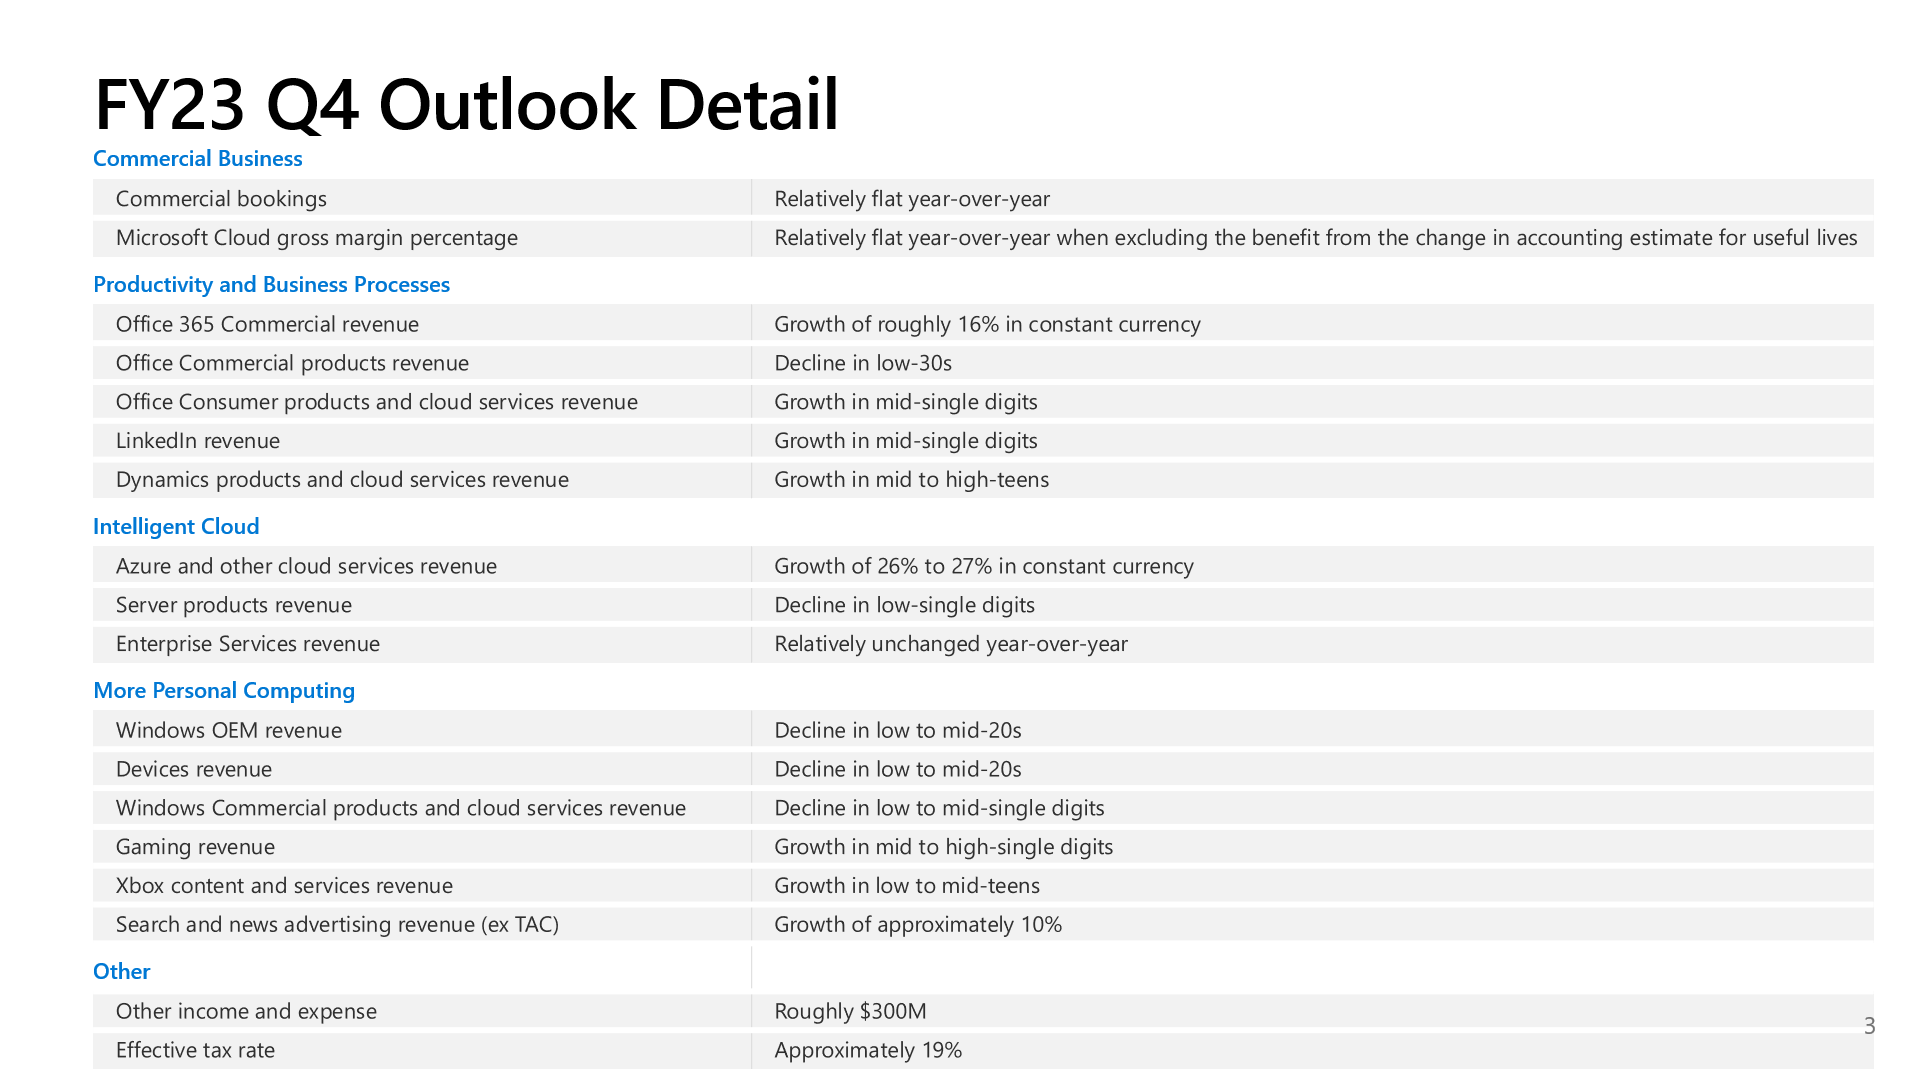 FY23 Q4 Outlook Detail
Commercial Business
Commercial bookings Relatively flat year-over-year
Microsoft Cloud gross margin percentage Relatively flat year-over-year when excluding the benefit from the change in accounting estimate for useful lives
Productivity and Business Processes
Office 365 Commercial revenue Growth of roughly 16% in constant currency
Office Commercial products revenue Decline in low-30s
Office Consumer products and cloud services revenue Growth in mid-single digits
LinkedIn revenue Growth in mid-single digits
Dynamics products and cloud services revenue Growth in mid to high-teens
Intelligent Cloud
Azure and other cloud services revenue Growth of 26% to 27% in constant currency
Server products revenue Decline in low-single digits
Enterprise Services revenue Relatively unchanged year-over-year
More Personal Computing
Windows OEM revenue Decline in low to mid-20s
Devices revenue Decline in low to mid-20s
Windows Commercial products and cloud services revenue Decline in low to mid-single digits
Gaming revenue Growth in mid to high-single digits
Xbox content and services revenue Growth in low to mid-teens
Search and news advertising revenue (ex TAC) Growth of approximately 10%
Other
Other income and expense Roughly $300M
Effective tax rate Approximately 19%
3